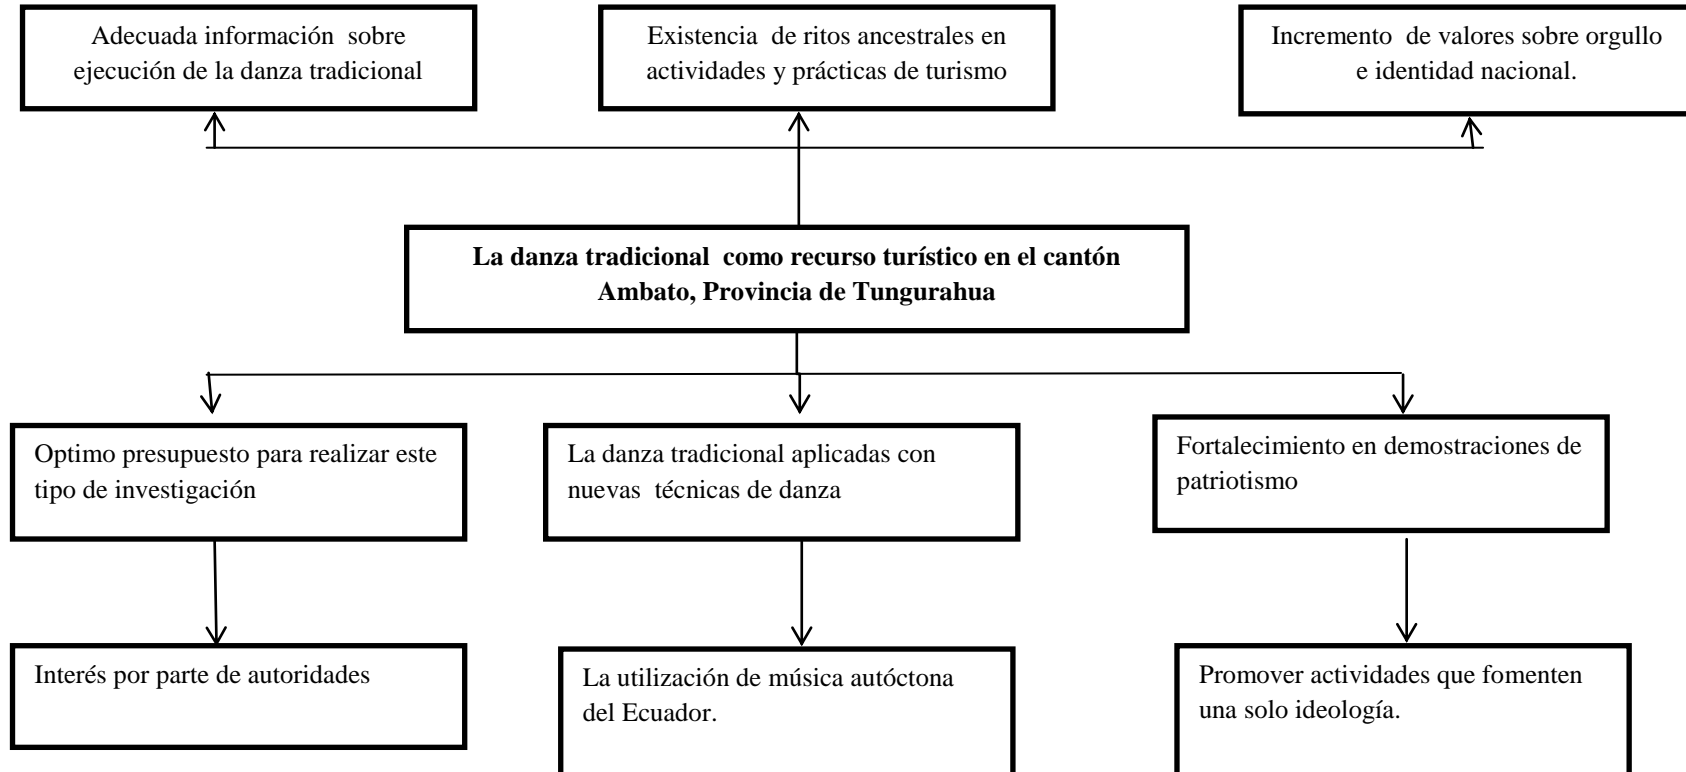 Adecuada información  sobre
ejecución de la danza tradicional
Existencia  de ritos ancestrales en
actividades y prácticas de turismo
Incremento  de valores sobre orgullo
e identidad nacional.
La danza tradicional  como recurso turístico en el cantón
Ambato, Provincia de Tungurahua
Optimo presupuesto para realizar este
tipo de investigación
La danza tradicional aplicadas con
nuevas  técnicas de danza
Fortalecimiento en demostraciones de
patriotismo
Interés por parte de autoridades
La utilización de música autóctona
del Ecuador.
Promover actividades que fomenten
una solo ideología.